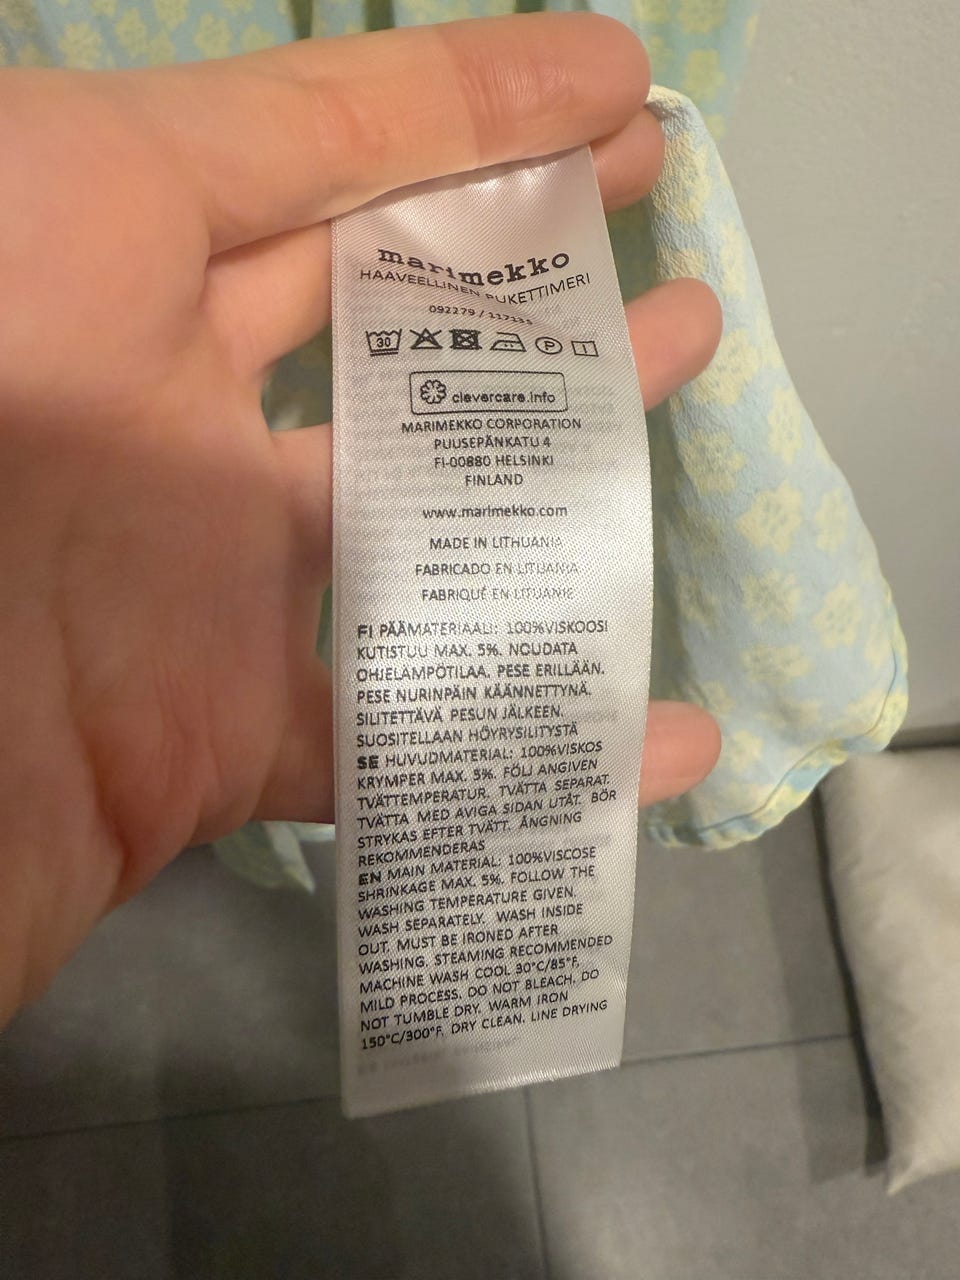 marimekko
HAAVEELLINEN PUKETTIMERI
092279 /
30
P
clevercare.info
MARIMEKKO CORPORATION
PUUSEPÄNKATU 4
FI-00880 HELSINKI
FINLAND
www.marimekko.com
MADE IN LITHUANIA
FABRICADO EN LITUANIA
FABRIQUÉ EN LITUANIE
FI PÄÄMATERIAALI: 100%VISKOOSI
KUTISTUU MAX. 5%. NOUDATA
OHJELÄMPÖTILAA. PESE ERILLÄÄN.
PESE NURINPÄIN KÄÄNNETTYNÄ.
SILITETTÄVÄ PESUN JÄLKEEN.
SUOSITELLAAN HÖYRYSILITYSTÄ
SE HUVUDMATERIAL: 100%VISKOS
KRYMPER MAX. 5%. FÖLJ ANGIVEN
TVÄTTEMPERATUR. TVÄTTA SEPARAT.
TVÄTTA MED AVIGA SIDAN UTÅT. BÖR
STRYKAS EFTER TVÄTT. ÅNGNING
REKOMMENDERAS
EN MAIN MATERIAL: 100%VISCOSE
SHRINKAGE MAX. 5%. FOLLOW THE
WASHING TEMPERATURE GIVEN.
WASH SEPARATELY. WASH INSIDE
OUT. MUST BE IRONED AFTER
WASHING. STEAMING RECOMMENDED
MACHINE WASH COOL 30°C/85°F,
MILD PROCESS. DO NOT BLEACH. DO
NOT TUMBLE DRY. WARM IRON
150°C/300°F. DRY CLEAN. LINE DRYING